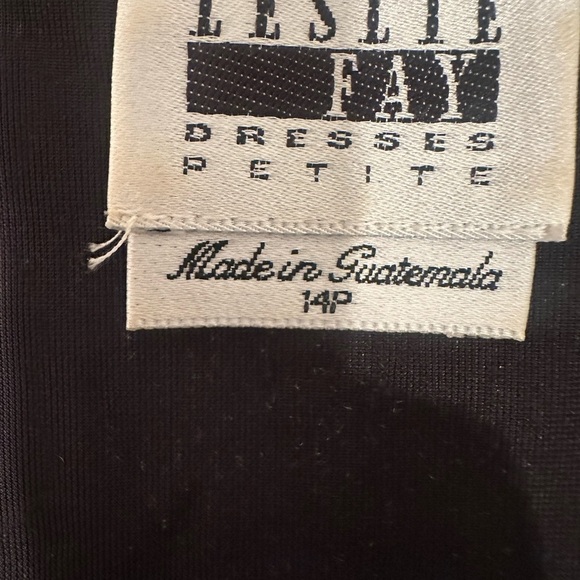 LESLIE
FAY
DRESSES
PETITE
Made in Guatemala
14P